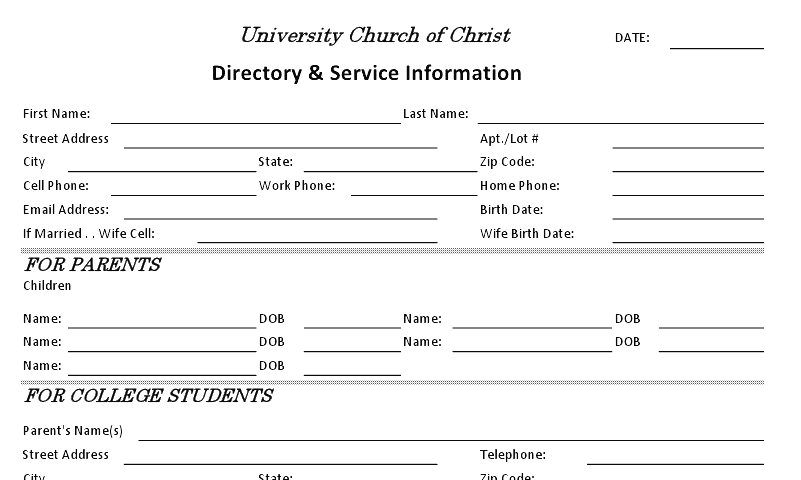 University Church of Christ DATE:
Directory & Service Information
First Name: Last Name:
Street Address Apt./Lot #
City State: Zip Code:
Cell Phone: Work Phone: Home Phone:
Email Address: Birth Date:
If Married . . Wife Cell: Wife Birth Date:
FOR PARENTS
Children
Name: DOB Name: DOB
Name: DOB Name: DOB
Name: DOB
FOR COLLEGE STUDENTS
Parent's Name(s)
Street Address Telephone:
City State: Zip Code: